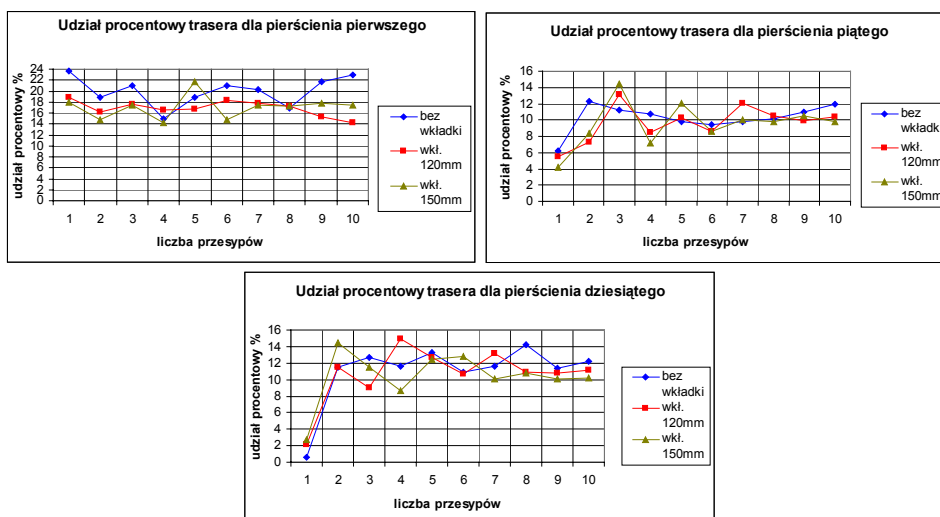 Udział procentowy trasera dla pierścienia pierwszego
udział procentowy %
24
22
20
18
16
14
12
10
8
6
4
2
0
1 2 3 4 5 6 7 8 9 10
liczba przesypów
bez
wkładki
wkł.
120mm
wkł.
150mm
Udział procentowy trasera dla pierścienia piątego
udział procentowy %
16
14
12
10
8
6
4
2
0
1 2 3 4 5 6 7 8 9 10
liczba przesypów
bez
wkładki
wkł.
120mm
wkł.
150mm
Udział procentowy trasera dla pierścienia dziesiątego
udział procentowy %
16
14
12
10
8
6
4
2
0
1 2 3 4 5 6 7 8 9 10
liczba przesypów
bez
wkładki
wkł.
120mm
wkł.
150mm